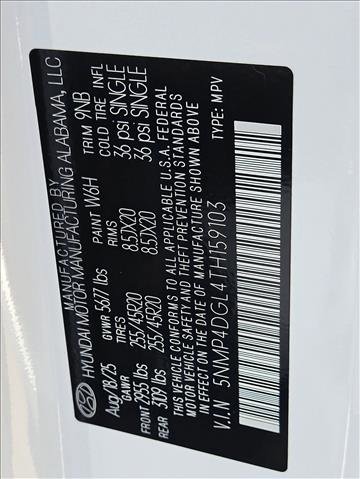 HYUNDAI MOTOR MANUFACTURING ALABAMA, LLC
MANUFACTURED BY
Aug/18/25 GVWR 5677 lbs PAINT W6H TRIM 9NB
GAWR TIRES RIMS COLD TIRE INFL
FRONT 2955 lbs 255/45R20 8.5JX20 36 psi SINGLE
REAR 3109 lbs 255/45R20 8.5JX20 36 psi SINGLE
THIS VEHICLE CONFORMS TO ALL APPLICABLE U.S.A. FEDERAL
MOTOR VEHICLE SAFETY AND THEFT PREVENTION STANDARDS
IN EFFECT ON THE DATE OF MANUFACTURE SHOWN ABOVE
V.I.N 5NMP4DGL4TH159103 TYPE: MPV